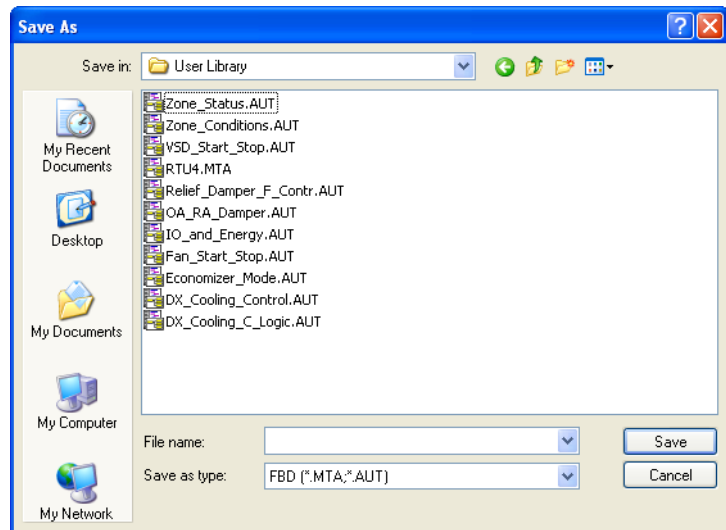 Save As
Save in:
User Library
My Recent
Documents
Desktop
My Documents
My Computer
My Network
Zone_Status.AUT
Zone_Conditions.AUT
VSD_Start_Stop.AUT
RTU4.MTA
Relief_Damper_F_Contr.AUT
OA_RA_Damper.AUT
IO_and_Energy.AUT
Fan_Start_Stop.AUT
Economizer_Mode.AUT
DX_Cooling_Control.AUT
DX_Cooling_C_Logic.AUT
File name:
Save
Save as type:
FBD (*.MTA;*.AUT)
Cancel